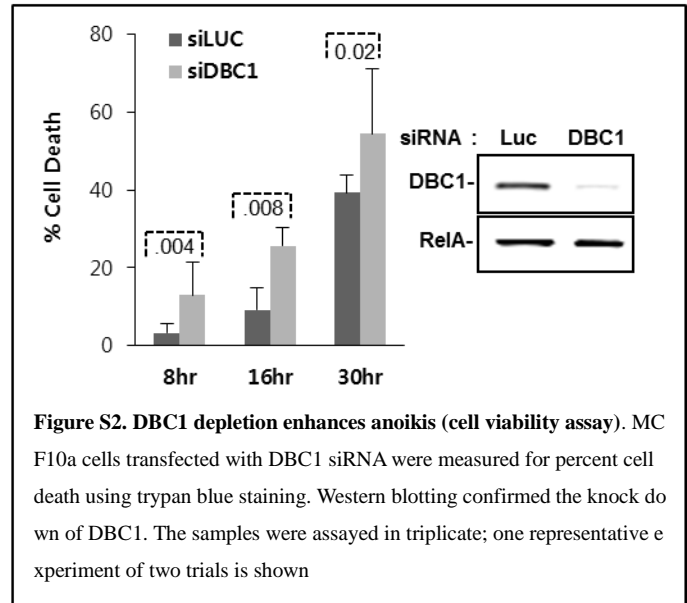 80
60
40
20
0
% Cell Death
siLUC
siDBC1
.004
.008
0.02
8hr
16hr
30hr
siRNA : Luc DBC1
DBC1-
RelA-
Figure S2. DBC1 depletion enhances anoikis (cell viability assay). MC
F10a cells transfected with DBC1 siRNA were measured for percent cell
death using trypan blue staining. Western blotting confirmed the knock do
wn of DBC1. The samples were assayed in triplicate; one representative e
xperiment of two trials is shown